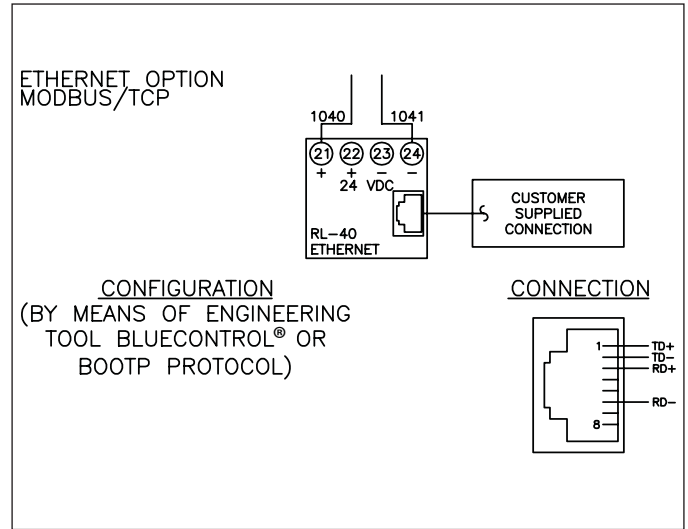 ETHERNET OPTION
MODBUS/TCP
1040 1041
21 22 23 24
+ + − −
24 VDC
RL−40
ETHERNET
CUSTOMER
SUPPLIED
CONNECTION
CONFIGURATION
(BY MEANS OF ENGINEERING
TOOL BLUECONTROL® OR
BOOTP PROTOCOL)
CONNECTION
1 TD+
TD−
RD+
RD−
8